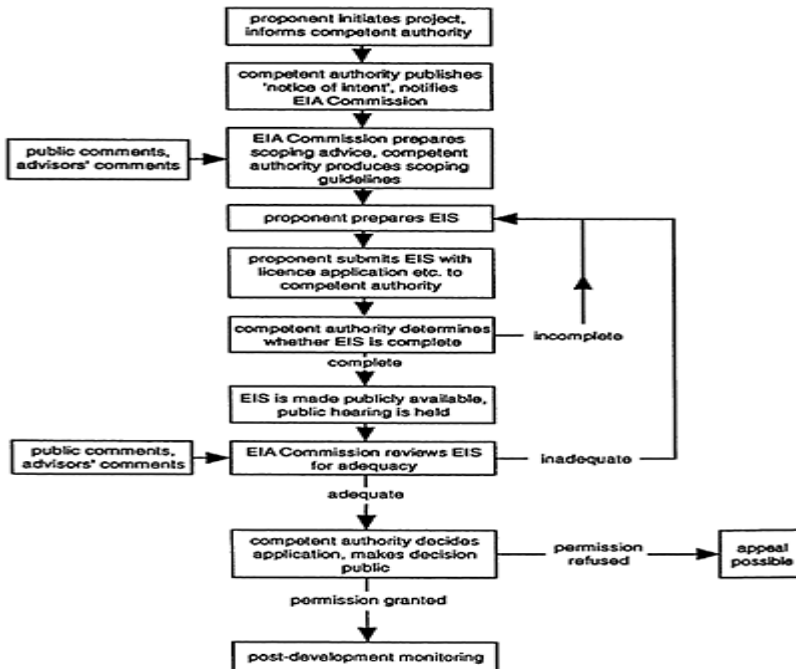 proponent initiates project,
informs competent authority
competent authority publishes
'notice of intent', notifies
EIA Commission
public comments,
advisors' comments
EIA Commission prepares
scoping advice, competent
authority produces scoping
guidelines
proponent prepares EIS
proponent submits EIS with
licence application etc. to
competent authority
competent authority determines
whether EIS is complete
incomplete
complete
EIS is made publicly available,
public hearing is held
public comments,
advisors' comments
EIA Commission reviews EIS
for adequacy
inadequate
adequate
competent authority decides
application, makes decision
public
permission
refused
appeal
possible
permission granted
post-development monitoring